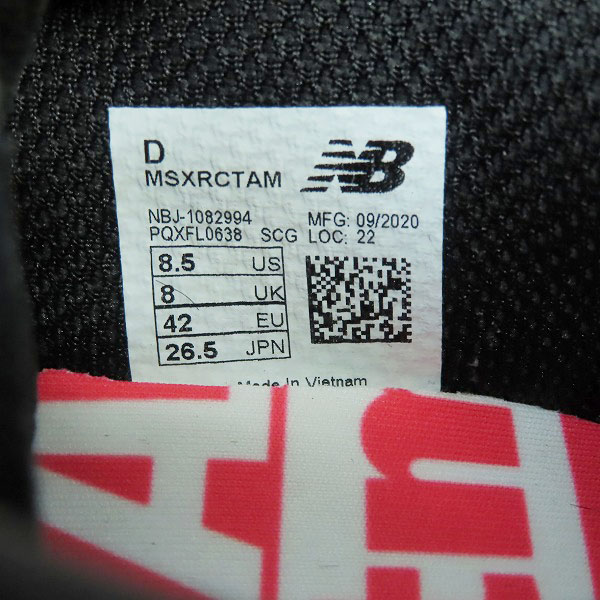 D
NB
MSXRCTAM
NBJ-1082994 MFG: 09/2020
PQXFL0638 SCG LOC: 22
8.5 US
8 UK
42 EU
26.5 JPN
Made In Vietnam